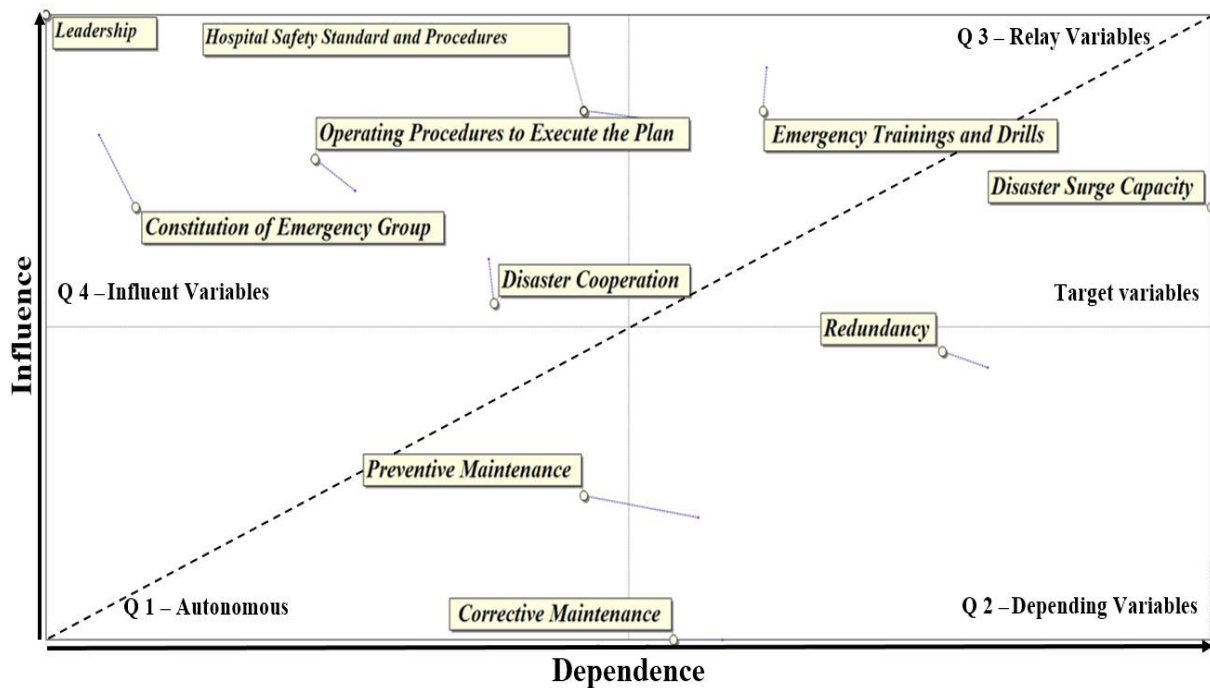 Leadership
Hospital Safety Standard and Procedures
Q 3 – Relay Variables
Operating Procedures to Execute the Plan
Emergency Trainings and Drills
Disaster Surge Capacity
Constitution of Emergency Group
Disaster Cooperation
Q 4 – Influent Variables
Target variables
Redundancy
Influence
Preventive Maintenance
Q 1 – Autonomous
Corrective Maintenance
Q 2 – Depending Variables
Dependence